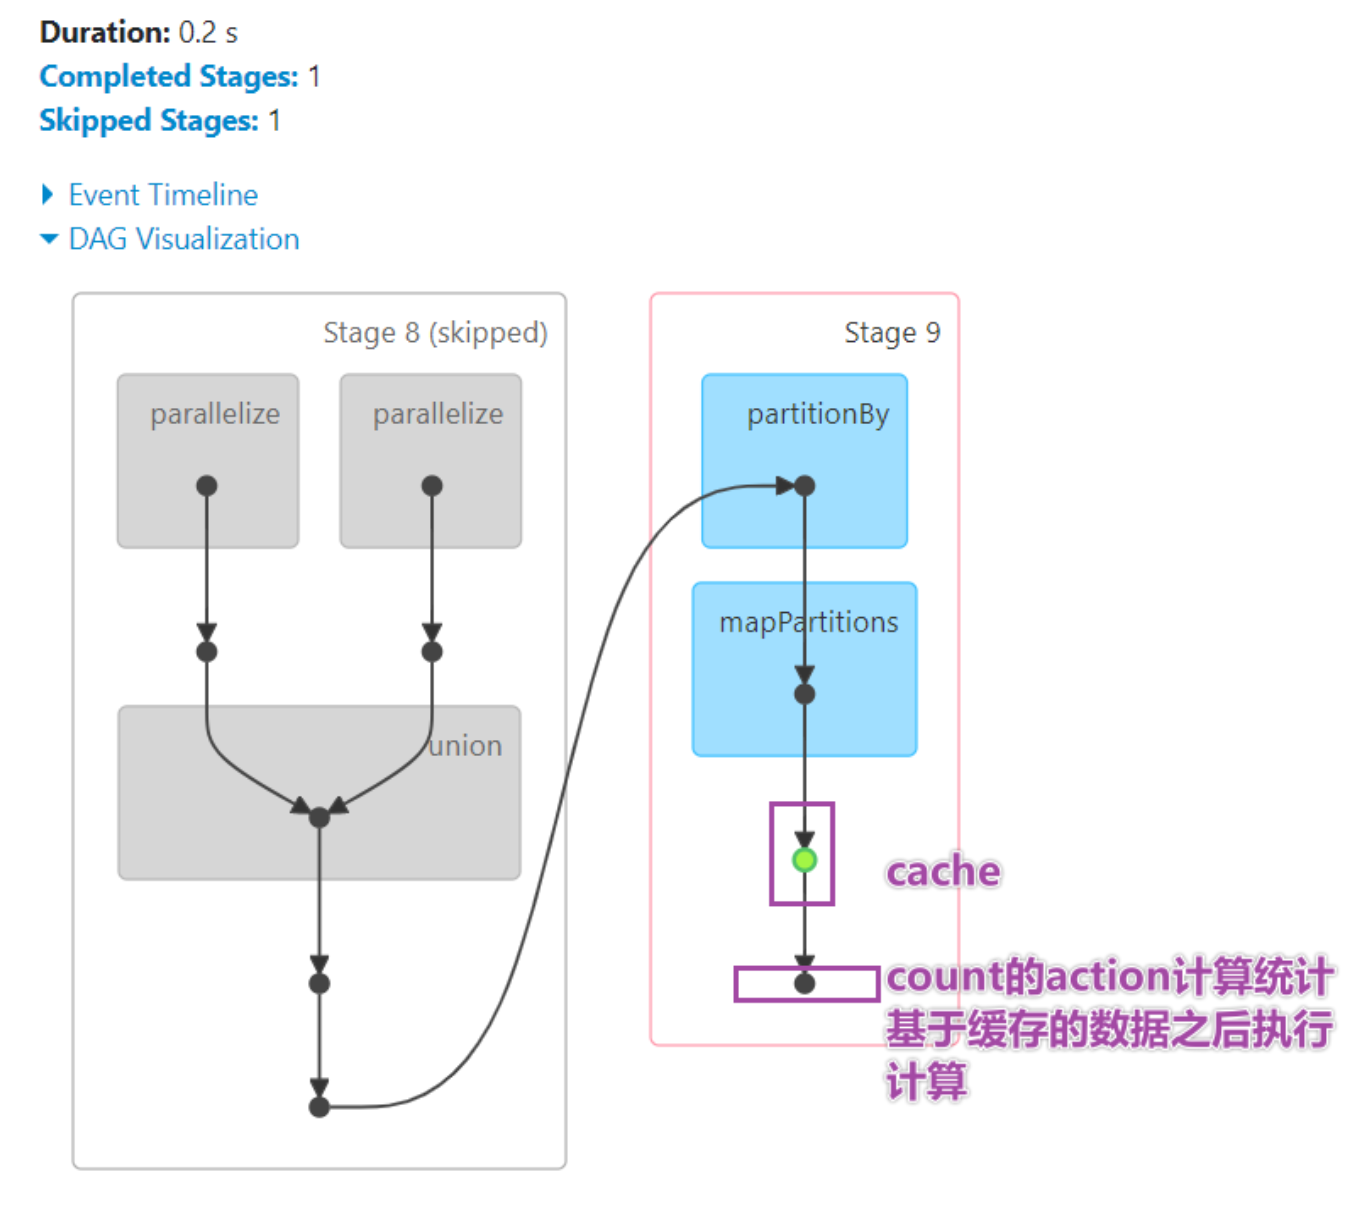 Duration: 0.2 s
Completed Stages: 1
Skipped Stages: 1
Event Timeline
DAG Visualization
Stage 8 (skipped)
parallelize
parallelize
union
Stage 9
partitionBy
mapPartitions
cache
count的action计算统计
基于缓存的数据之后执行
计算